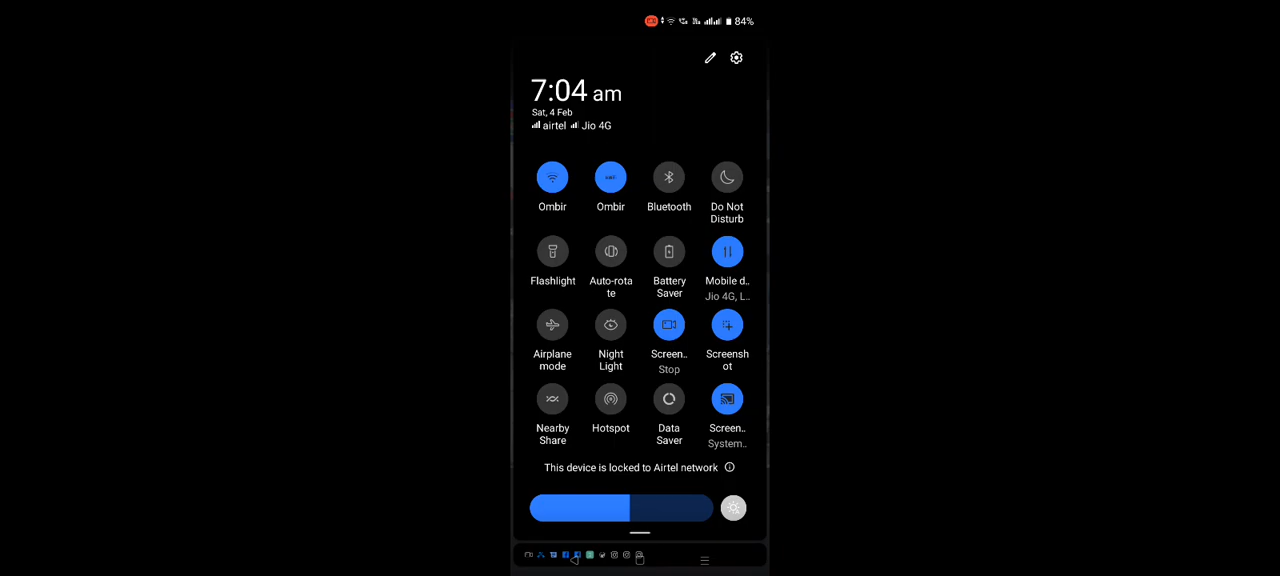 84%
7:04 am
Sat, 4 Feb
airtel Jio 4G
Ombir Ombir Bluetooth Do Not
Disturb
Flashlight Auto-rota Battery Mobile d..
te Saver Jio 4G, L..
Airplane Night Screen.. Screensh
mode Light Stop ot
Nearby Hotspot Data Screen..
Share Saver System..
This device is locked to Airtel network